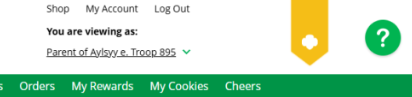 Shop My Account Log Out
You are viewing as:
Parent of Aylsyy e. Troop 895
?
s Orders My Rewards My Cookies Cheers